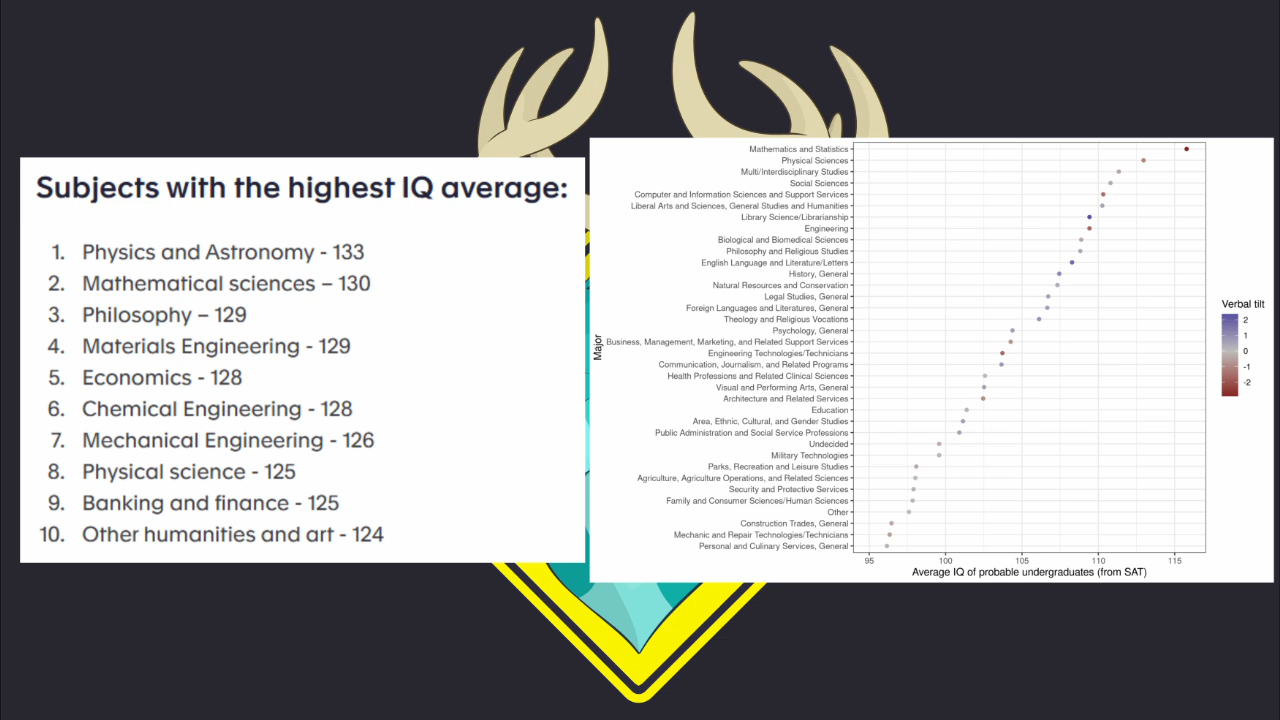 Subjects with the highest IQ average:
1. Physics and Astronomy - 133
2. Mathematical sciences – 130
3. Philosophy – 129
4. Materials Engineering - 129
5. Economics - 128
6. Chemical Engineering - 128
7. Mechanical Engineering - 126
8. Physical science - 125
9. Banking and finance - 125
10. Other humanities and art - 124
Major
Mathematics and Statistics
Physical Sciences
Multi/Interdisciplinary Studies
Social Sciences
Computer and Information Sciences and Support Services
Liberal Arts and Sciences, General Studies and Humanities
Library Science/Librarianship
Engineering
Biological and Biomedical Sciences
Philosophy and Religious Studies
English Language and Literature/Letters
History, General
Natural Resources and Conservation
Legal Studies, General
Foreign Languages and Literatures, General
Theology and Religious Vocations
Psychology, General
Business, Management, Marketing, and Related Support Services
Engineering Technologies/Technicians
Communication, Journalism, and Related Programs
Health Professions and Related Clinical Sciences
Visual and Performing Arts, General
Architecture and Related Services
Education
Area, Ethnic, Cultural, and Gender Studies
Public Administration and Social Service Professions
Undecided
Military Technologies
Parks, Recreation and Leisure Studies
Agriculture, Agriculture Operations, and Related Sciences
Security and Protective Services
Family and Consumer Sciences/Human Sciences
Other
Construction Trades, General
Mechanic and Repair Technologies/Technicians
Personal and Culinary Services, General
95 100 105 110 115
Average IQ of probable undergraduates (from SAT)
Verbal tilt
2
1
0
-1
-2